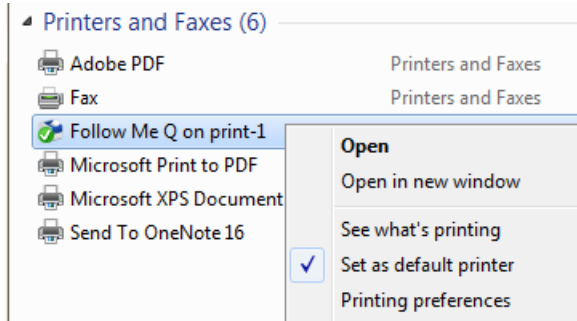 Printers and Faxes (6)
Adobe PDF Printers and Faxes
Fax Printers and Faxes
Follow Me Q on print-1
Open
Microsoft Print to PDF
Open in new window
Microsoft XPS Document
Send To OneNote 16
See what's printing
Set as default printer
Printing preferences